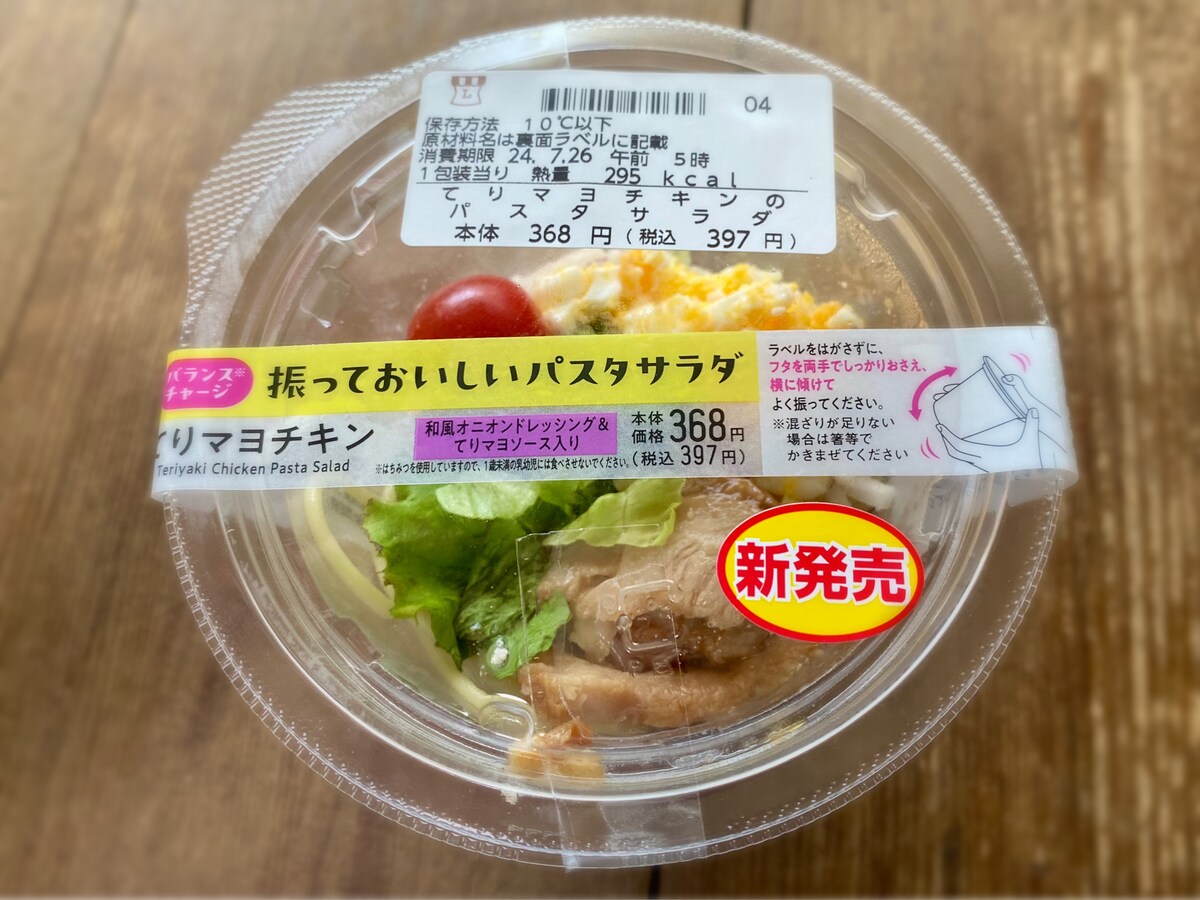 L
04
保存方法 10℃以下
原材料名は裏面ラベルに記載
消費期限 24. 7.26 午前 5時
1包装当り 熱量 295 kcal
てりマヨチキンの
パスタサラダ
本体 368 円 (税込 397 円)
バランス※
チャージ
振っておいしいパスタサラダ
てりマヨチキン
Teriyaki Chicken Pasta Salad
和風オニオンドレッシング&
てりマヨソース入り
本体
価格 368円
(税込 397円)
※はちみつを使用していますので、1歳未満の乳幼児には食べさせないでください。
ラベルをはがさずに、
フタを両手でしっかりおさえ、
横に傾けて
よく振ってください。
※混ざりが足りない
場合は箸等で
かきまぜてください
新発売